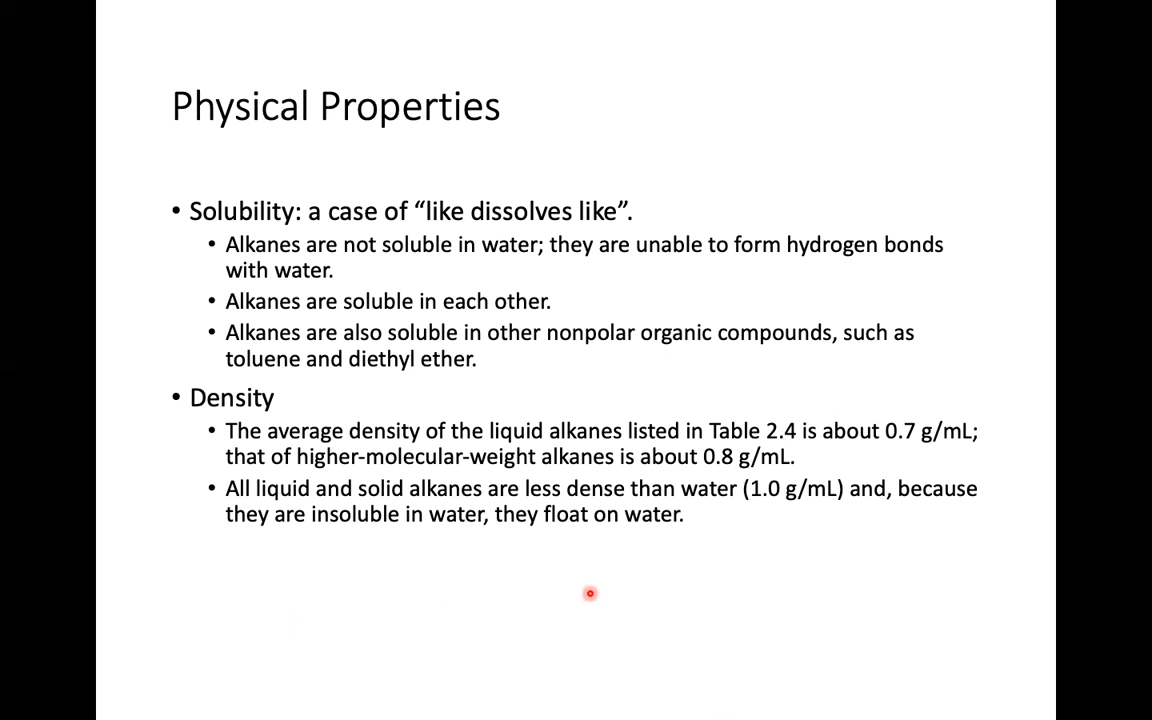 Physical Properties
• Solubility: a case of “like dissolves like”.
• Alkanes are not soluble in water; they are unable to form hydrogen bonds
with water.
• Alkanes are soluble in each other.
• Alkanes are also soluble in other nonpolar organic compounds, such as
toluene and diethyl ether.
• Density
• The average density of the liquid alkanes listed in Table 2.4 is about 0.7 g/mL;
that of higher-molecular-weight alkanes is about 0.8 g/mL.
• All liquid and solid alkanes are less dense than water (1.0 g/mL) and, because
they are insoluble in water, they float on water.